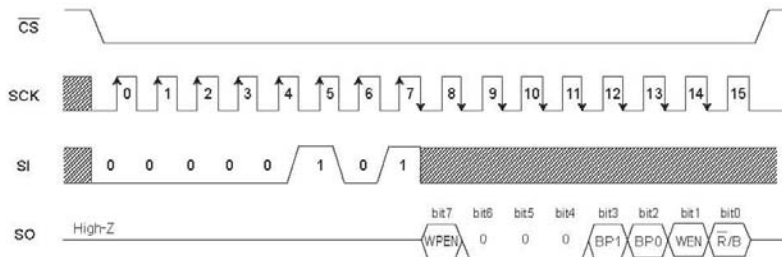 CS
SCK 0 1 2 3 4 5 6 7 8 9 10 11 12 13 14 15
SI 0 0 0 0 0 1 0 1
bit7 bit6 bit5 bit4 bit3 bit2 bit1 bit0
SO High-Z WPEN 0 0 0 BP1 BP0 WEN R/B